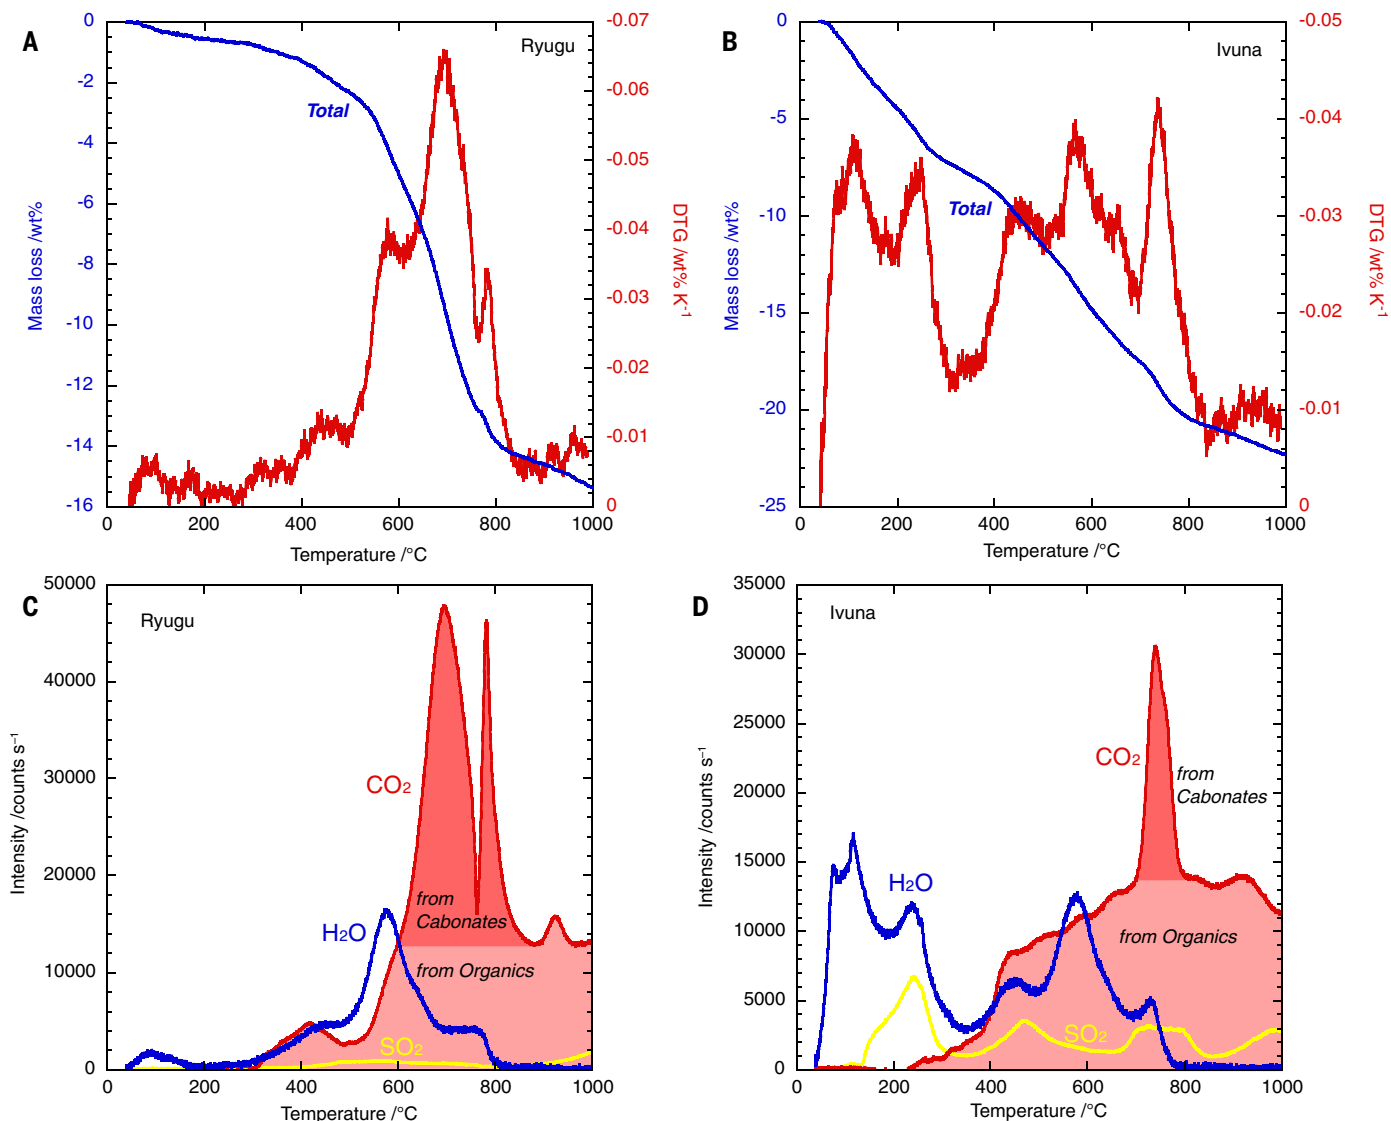 A
Ryugu
Total
0
-2
-4
-6
-8
-10
-12
-14
-16
Mass loss /wt%
-0.07
-0.06
-0.05
-0.04
-0.03
-0.02
-0.01
0
DTG /wt% K-1
0 200 400 600 800 1000
Temperature /°C
B
Ivuna
Total
0
-5
-10
-15
-20
-25
Mass loss /wt%
-0.05
-0.04
-0.03
-0.02
-0.01
0
DTG /wt% K-1
0 200 400 600 800 1000
Temperature /°C
C
Ryugu
50000
40000
30000
20000
10000
0
Intensity /counts s–1
CO2
from
Cabonates
H2O
from Organics
SO2
0 200 400 600 800 1000
Temperature /°C
D
Ivuna
35000
30000
25000
20000
15000
10000
5000
0
Intensity /counts s–1
CO2
from
Cabonates
H2O
from Organics
SO2
0 200 400 600 800 1000
Temperature /°C